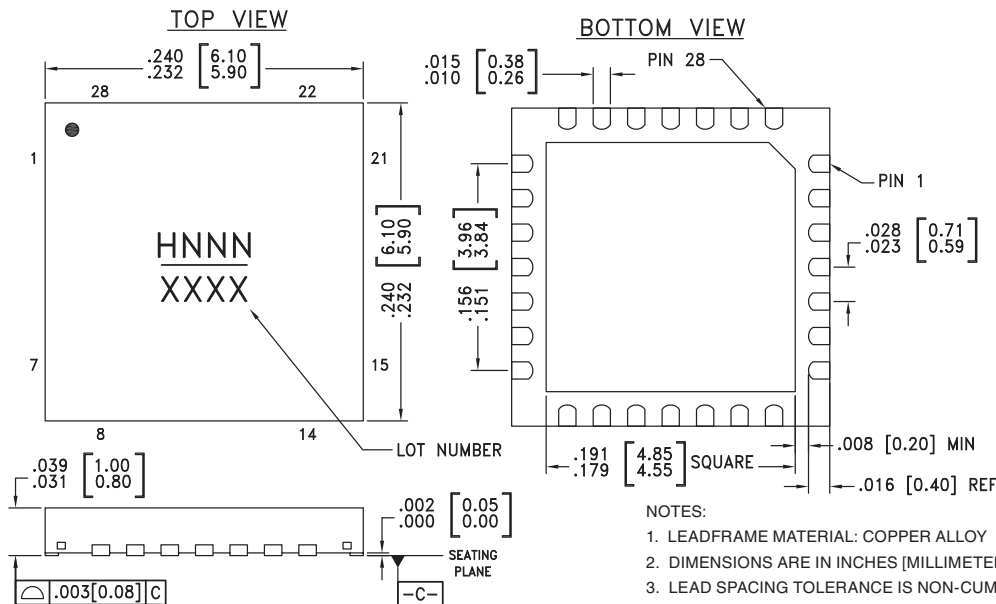 TOP VIEW
.240 [6.10]
.232 [5.90]
28 22
1 21
HNNN
XXXX
6.10
5.90
.240
.232
7 15
8 14
LOT NUMBER
BOTTOM VIEW
.015 [0.38]
.010 [0.26]
PIN 28
PIN 1
3.96
3.84
.156
.151
.028 [0.71]
.023 [0.59]
.191 [4.85]
.179 [4.55]
SQUARE
.008 [0.20] MIN
.016 [0.40] REF
.039 [1.00]
.031 [0.80]
.002 [0.05]
.000 [0.00]
SEATING
PLANE
.003[0.08] C
-C-
NOTES:
1. LEADFRAME MATERIAL: COPPER ALLOY
2. DIMENSIONS ARE IN INCHES [MILLIMETE
3. LEAD SPACING TOLERANCE IS NON-CUM